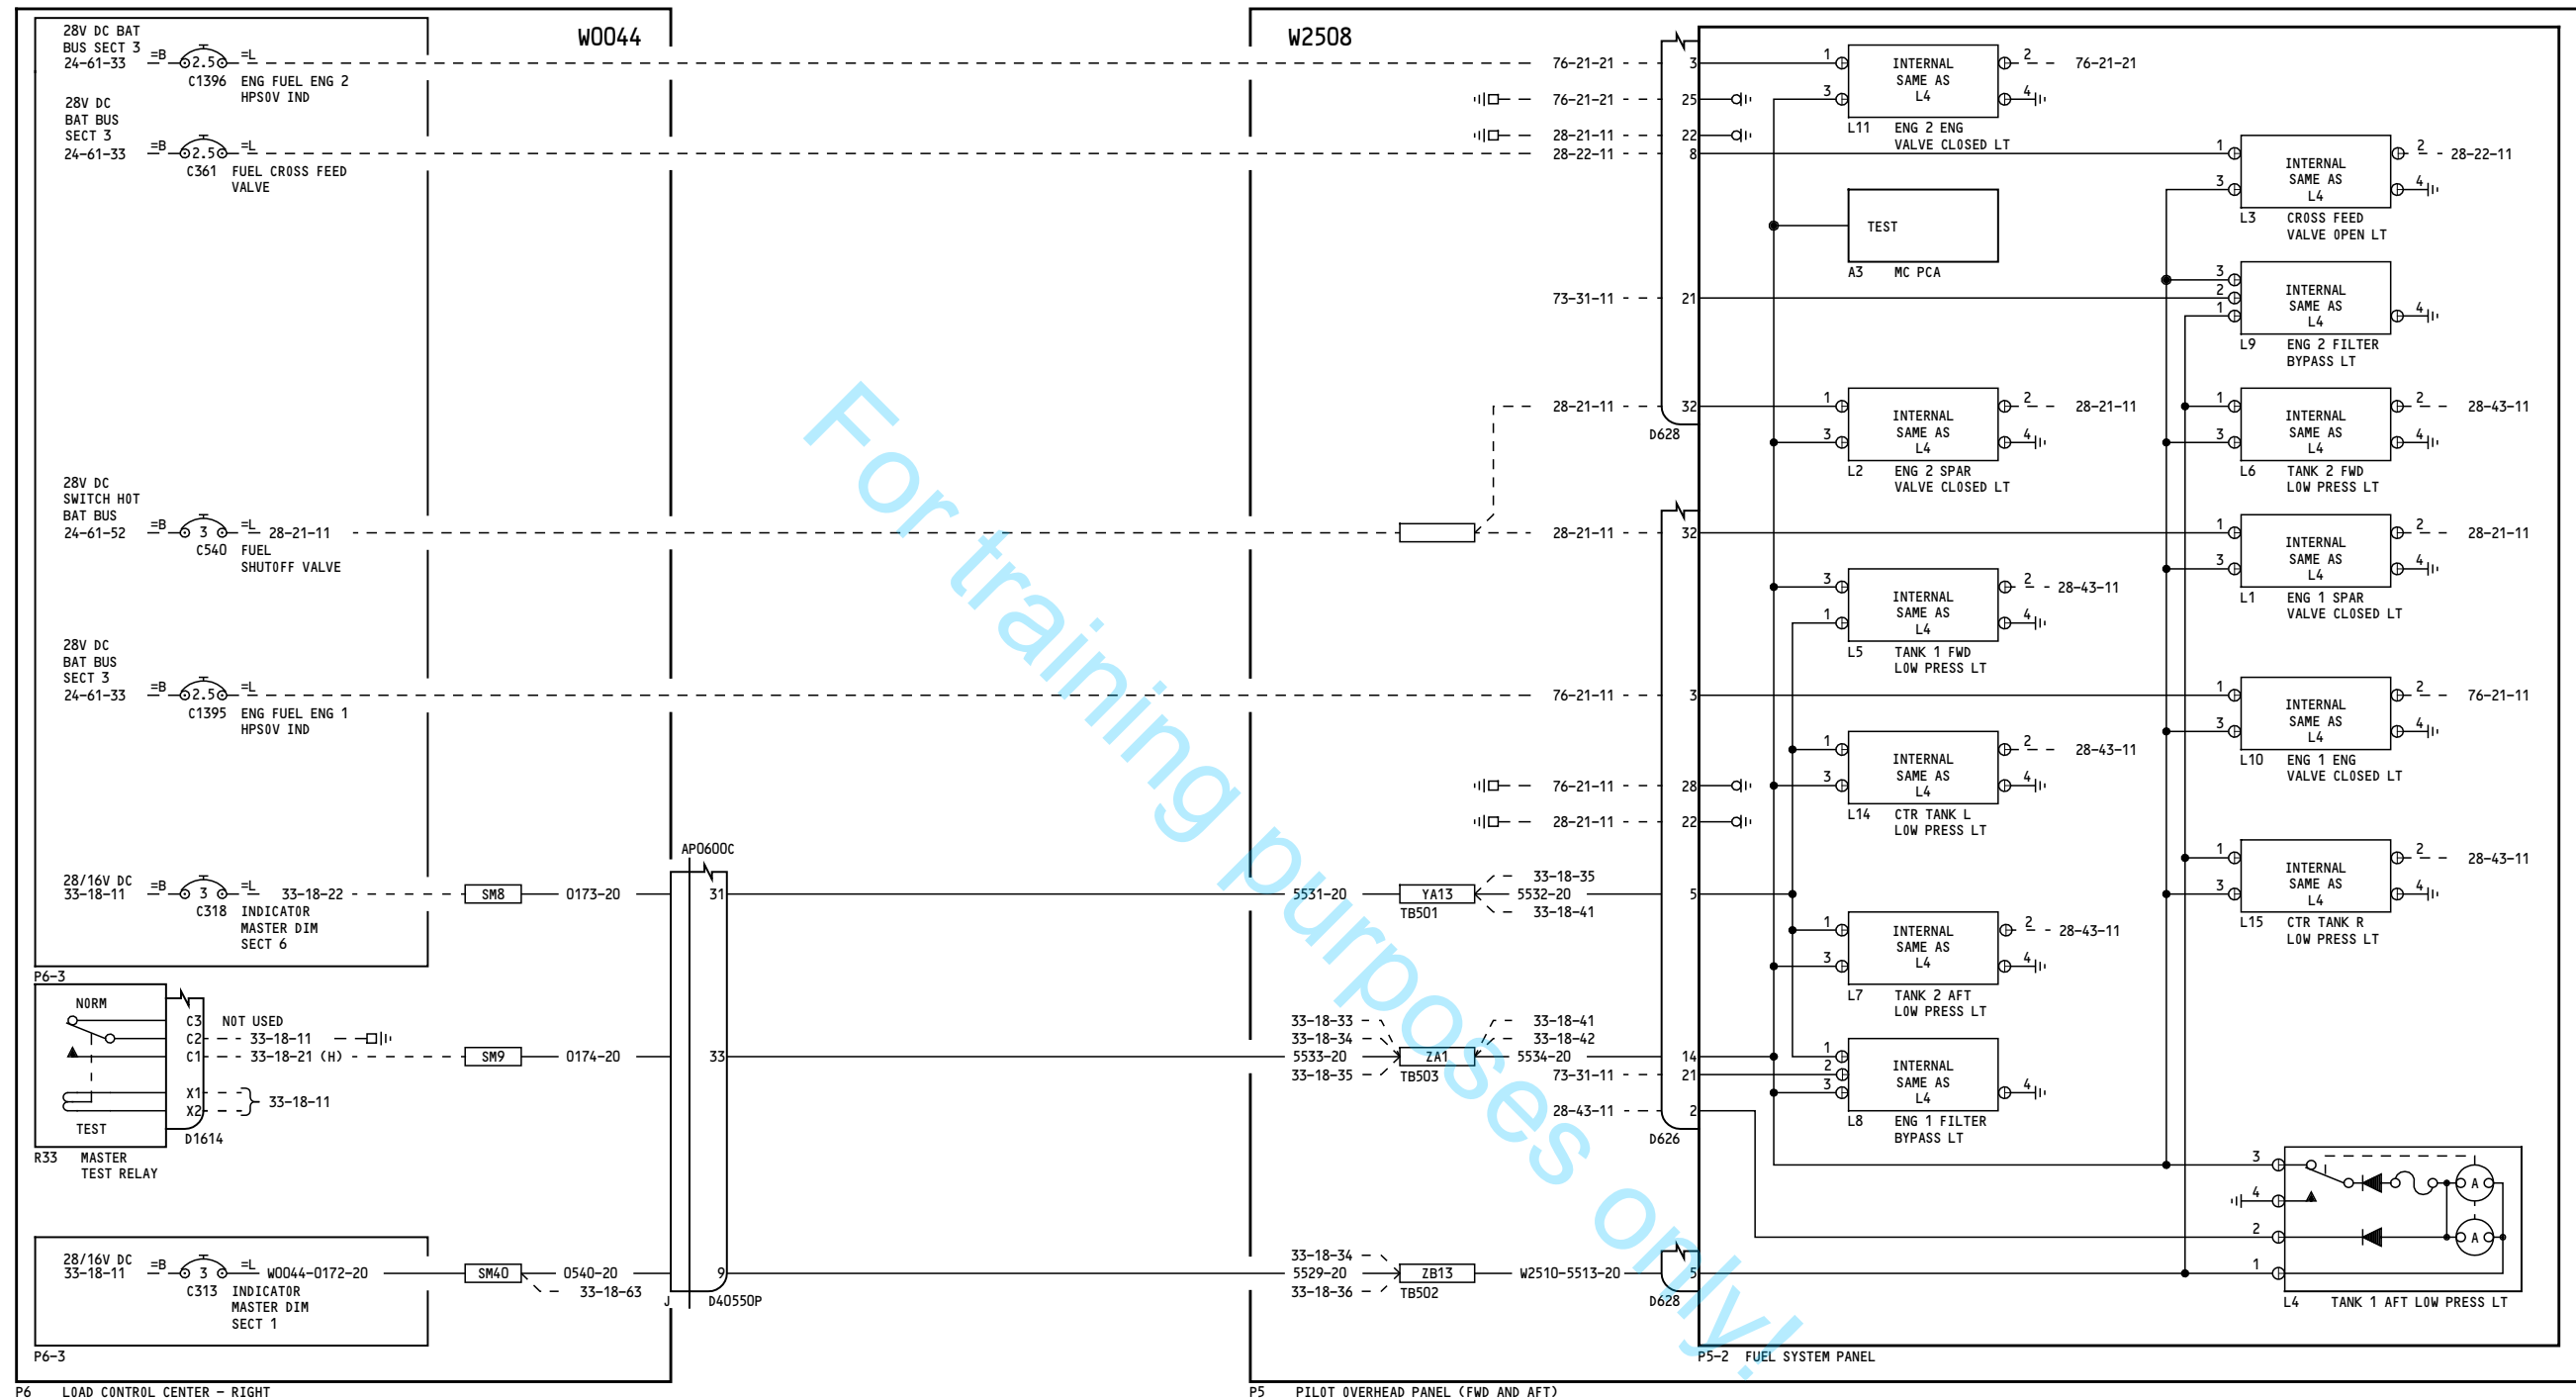 W0044
28V DC BAT
BUS SECT 3
24-61-33
=B
2.5
=L
C1396 ENG FUEL ENG 2
HPSOV IND
28V DC
BAT BUS
SECT 3
24-61-33
=B
2.5
=L
C361 FUEL CROSS FEED
VALVE
28V DC
SWITCH HOT
BAT BUS
24-61-52
=B
3
=L
28-21-11
C540 FUEL
SHUTOFF VALVE
28V DC
BAT BUS
SECT 3
24-61-33
=B
2.5
=L
C1395 ENG FUEL ENG 1
HPSOV IND
28/16V DC
33-18-11
=B
3
=L
33-18-22
SM8
0173-20
C318 INDICATOR
MASTER DIM
SECT 6
P6-3
NORM
C3 NOT USED
C2 33-18-11
C1 33-18-21 (H)
SM9
0174-20
X1
X2
33-18-11
TEST
D1614
R33 MASTER
TEST RELAY
28/16V DC
33-18-11
=B
3
=L
W0044-0172-20
SM40
0540-20
33-18-63
C313 INDICATOR
MASTER DIM
SECT 1
P6-3
P6 LOAD CONTROL CENTER - RIGHT
AP0600C
31
33
9
J
D40550P
W2508
76-21-21
3
76-21-21
25
28-21-11
22
28-22-11
8
73-31-11
21
28-21-11
32
D628
28-21-11
32
76-21-11
3
76-21-11
28
28-21-11
22
5531-20
YA13
TB501
33-18-35
5532-20
33-18-41
5
33-18-33
33-18-34
5533-20
33-18-35
ZA1
TB503
33-18-41
33-18-42
5534-20
14
73-31-11
21
28-43-11
2
D626
33-18-34
5529-20
33-18-36
ZB13
TB502
W2510-5513-20
5
D628
1
3
INTERNAL
SAME AS
L4
2
76-21-21
4
L11 ENG 2 ENG
VALVE CLOSED LT
TEST
A3 MC PCA
1
3
INTERNAL
SAME AS
L4
2
28-21-11
4
L2 ENG 2 SPAR
VALVE CLOSED LT
3
1
INTERNAL
SAME AS
L4
2
28-43-11
4
L5 TANK 1 FWD
LOW PRESS LT
1
3
INTERNAL
SAME AS
L4
2
28-43-11
4
L14 CTR TANK L
LOW PRESS LT
1
3
INTERNAL
SAME AS
L4
2
28-43-11
4
L7 TANK 2 AFT
LOW PRESS LT
1
2
3
INTERNAL
SAME AS
L4
4
L8 ENG 1 FILTER
BYPASS LT
1
3
INTERNAL
SAME AS
L4
2
28-22-11
4
L3 CROSS FEED
VALVE OPEN LT
3
2
1
INTERNAL
SAME AS
L4
4
L9 ENG 2 FILTER
BYPASS LT
1
3
INTERNAL
SAME AS
L4
2
28-43-11
4
L6 TANK 2 FWD
LOW PRESS LT
1
3
INTERNAL
SAME AS
L4
2
28-21-11
4
L1 ENG 1 SPAR
VALVE CLOSED LT
1
3
INTERNAL
SAME AS
L4
2
76-21-11
4
L10 ENG 1 ENG
VALVE CLOSED LT
1
3
INTERNAL
SAME AS
L4
2
28-43-11
4
L15 CTR TANK R
LOW PRESS LT
3
4
2
1
A
A
L4 TANK 1 AFT LOW PRESS LT
P5-2 FUEL SYSTEM PANEL
P5 PILOT OVERHEAD PANEL (FWD AND AFT)
For training purposes only!